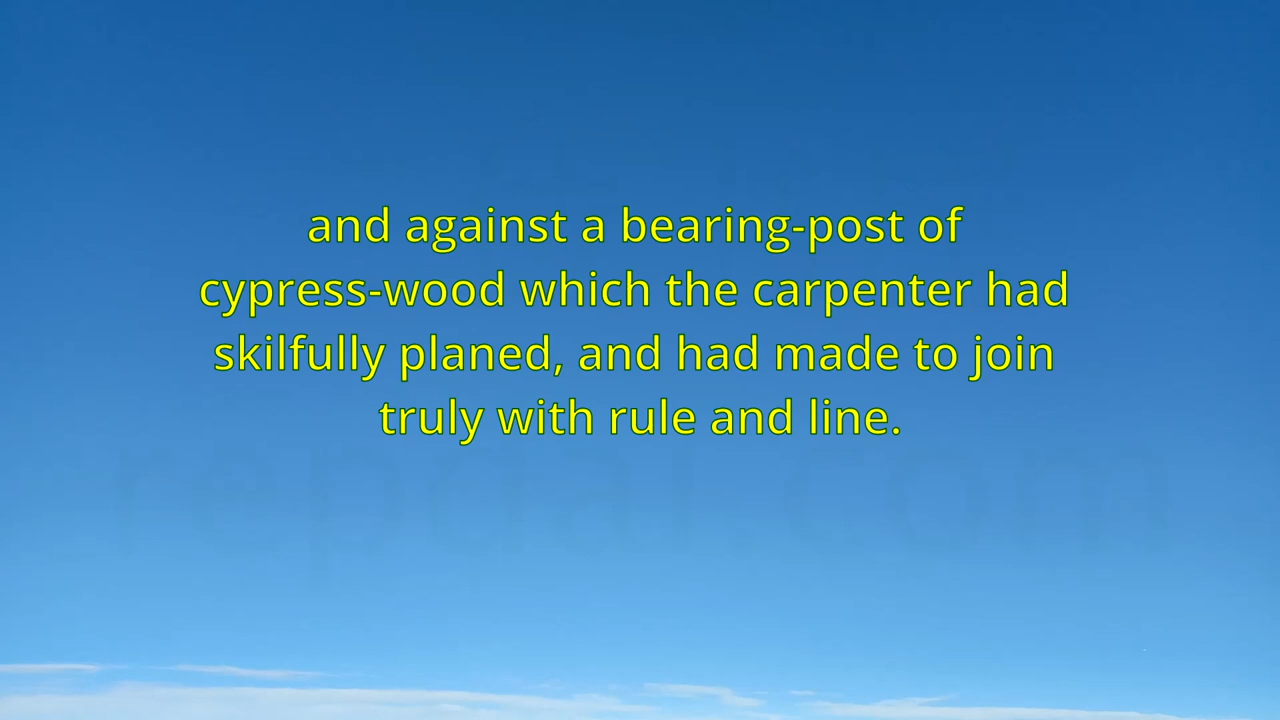 and against a bearing-post of
cypress-wood which the carpenter had
skilfully planed, and had made to join
truly with rule and line.